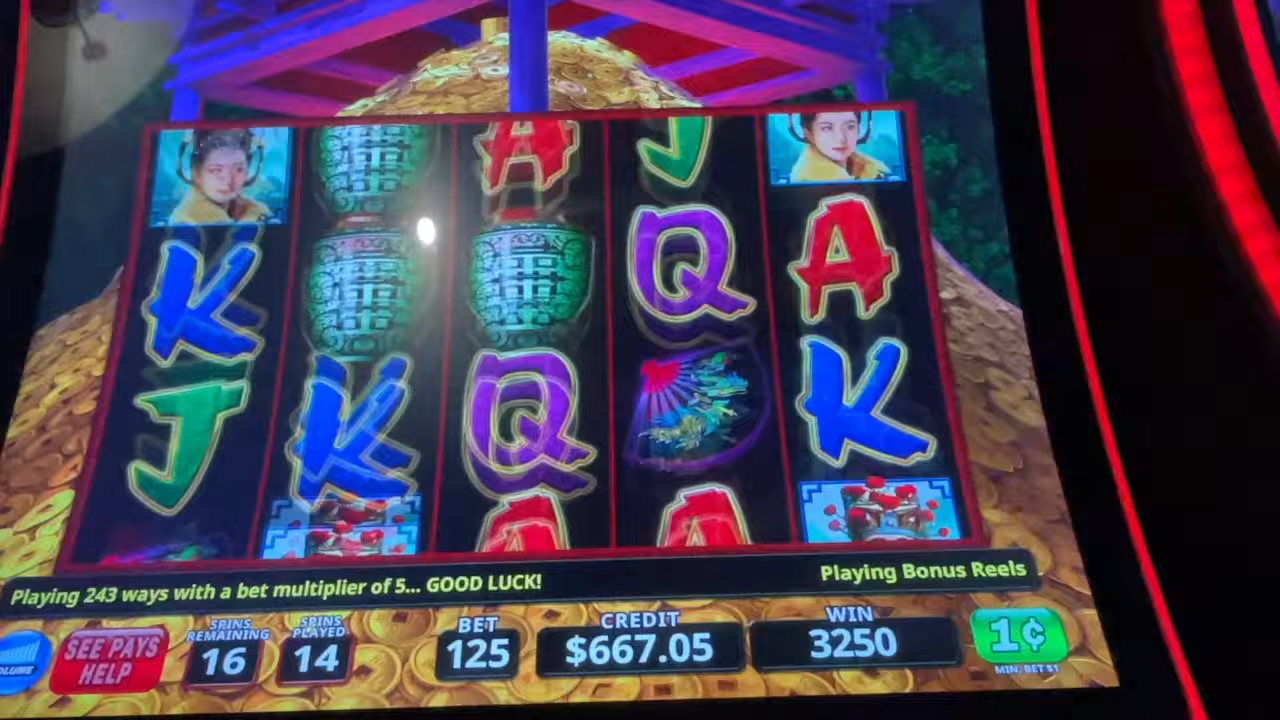 A J
K Q A
J K Q K
A A
Playing 243 ways with a bet multiplier of 5... GOOD LUCK!
Playing Bonus Reels
VOLUME
SEE PAYS
HELP
SPINS
REMAINING
16
SPINS
PLAYED
14
BET
125
CREDIT
$667.05
WIN
3250
1¢
MIN. BET $1